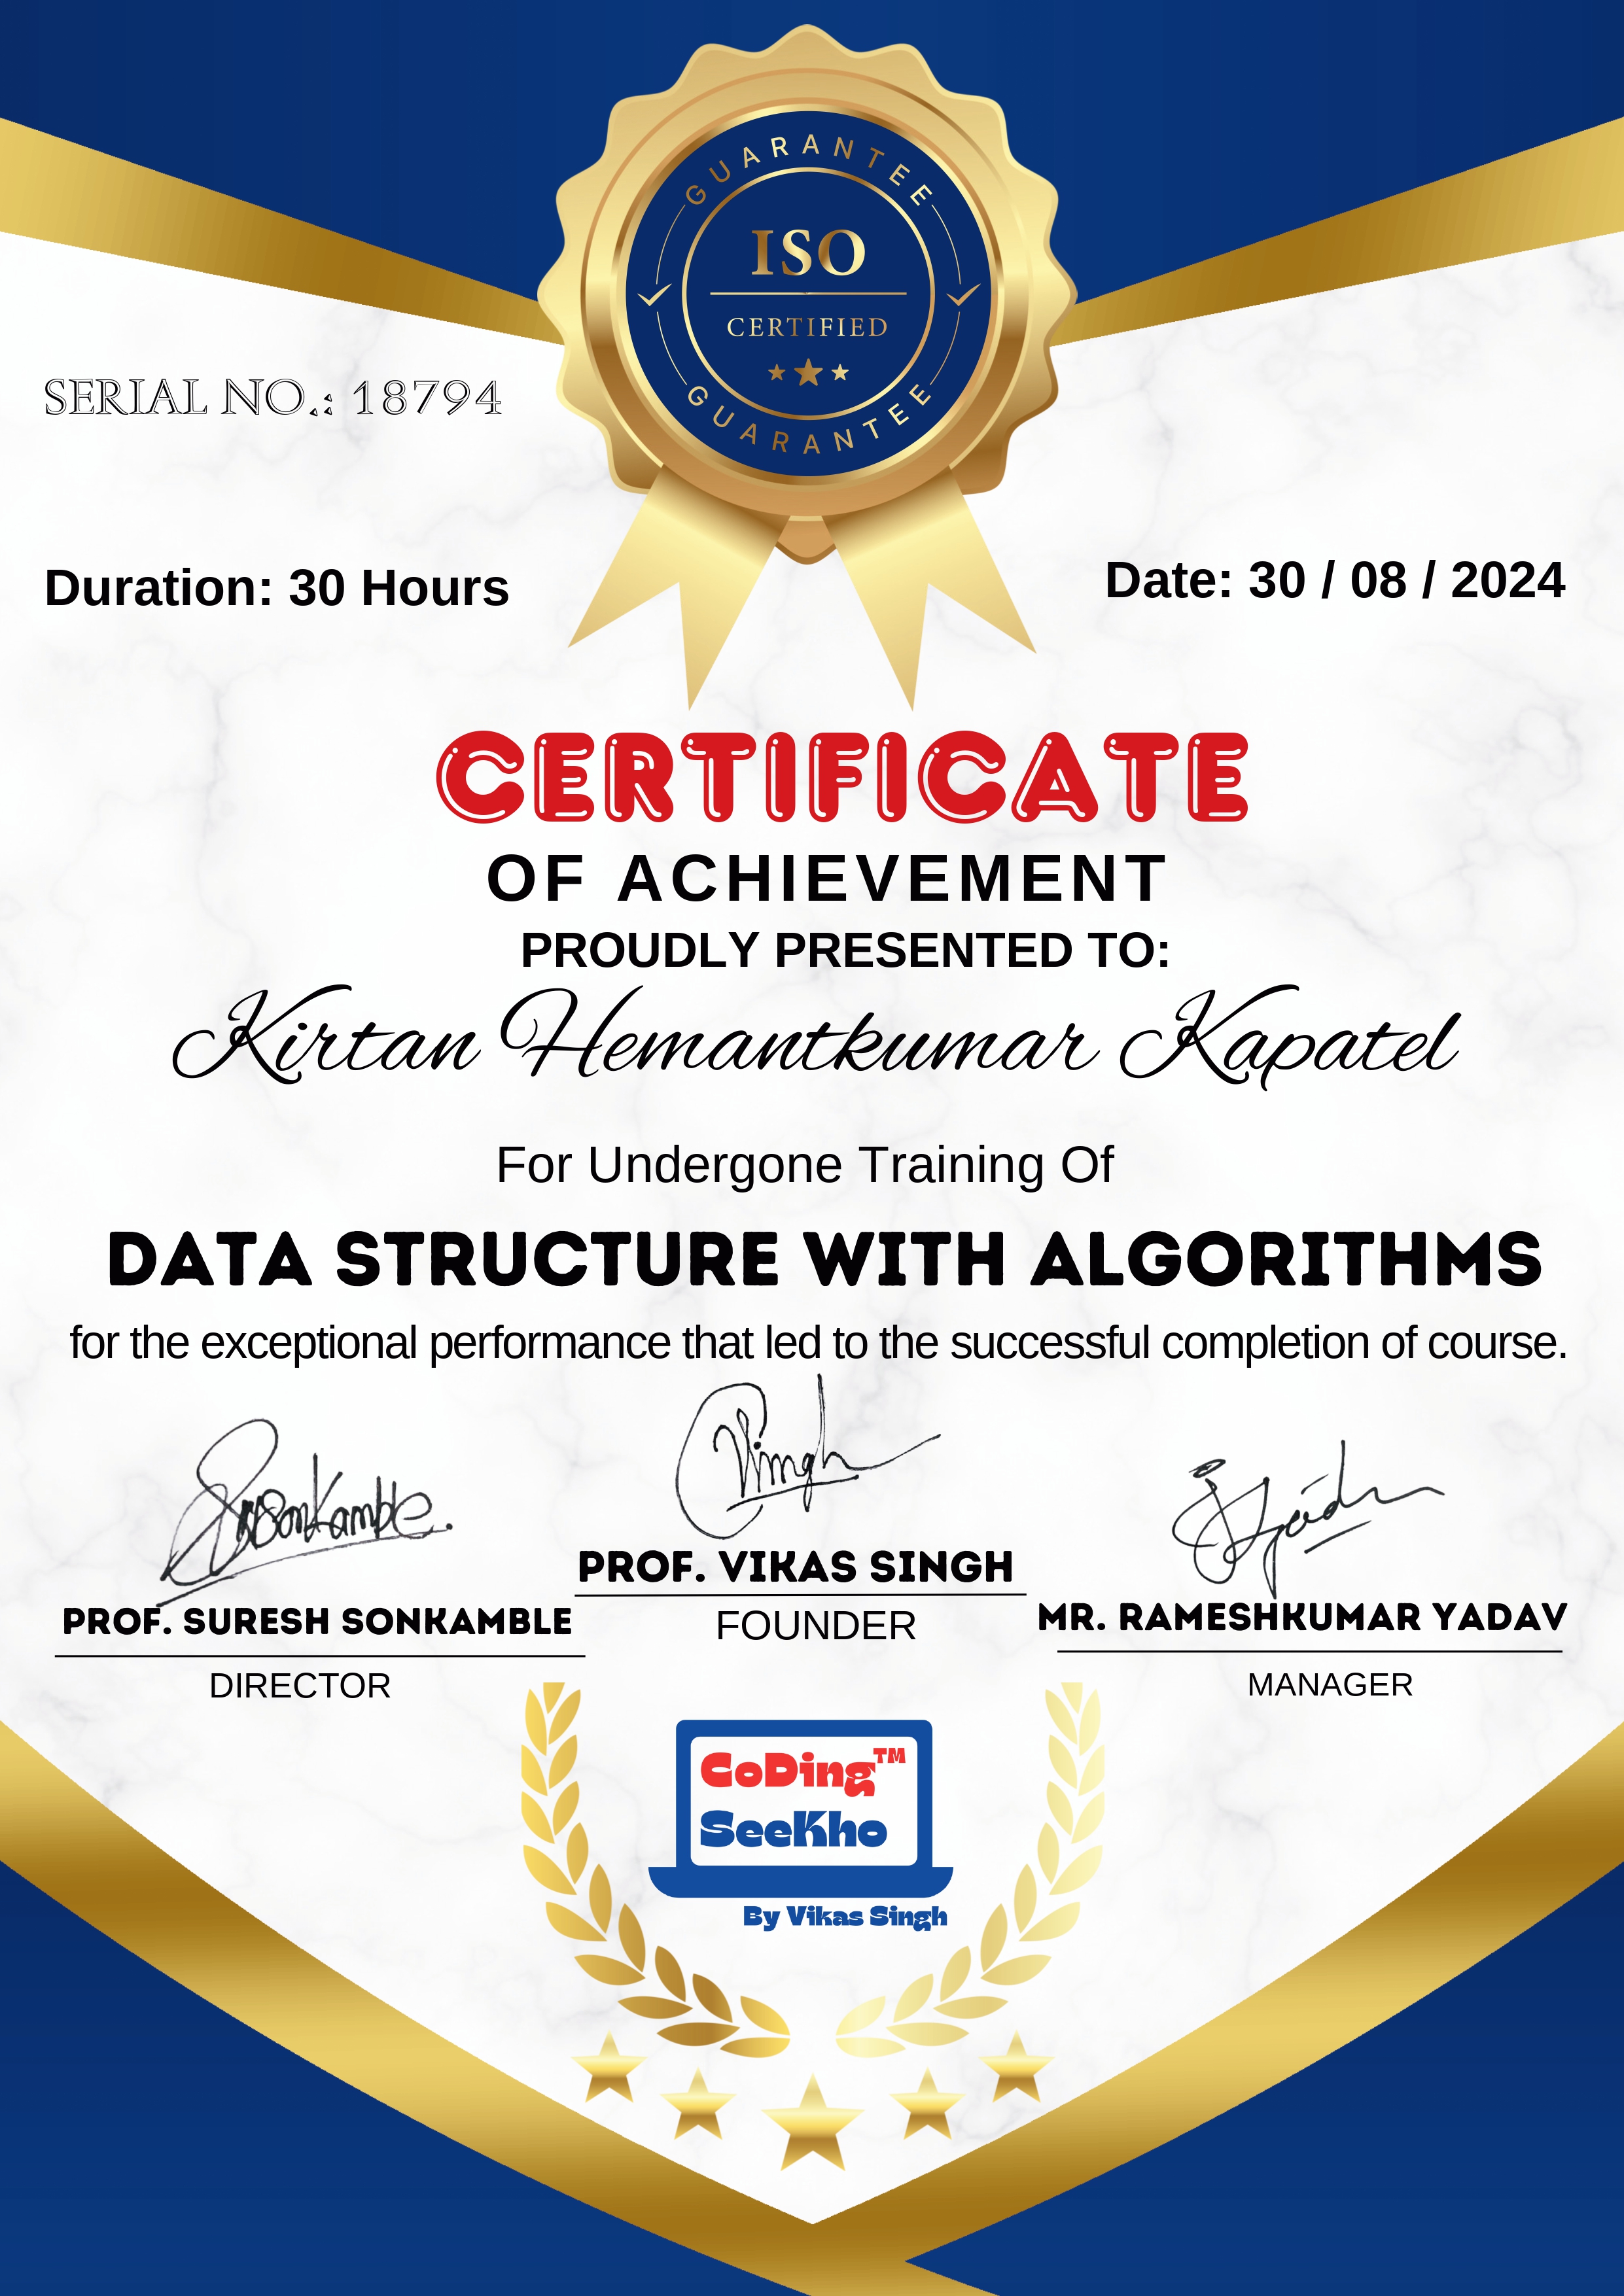 GUARANTEE
ISO
CERTIFIED
GUARANTEE
SERIAL NO.: 18794
Duration: 30 Hours
Date: 30 / 08 / 2024
CERTIFICATE
OF ACHIEVEMENT
PROUDLY PRESENTED TO:
Kirtan Hemantkumar Kapatel
For Undergone Training Of
DATA STRUCTURE WITH ALGORITHMS
for the exceptional performance that led to the successful completion of course.
PROF. SURESH SONKAMBLE
DIRECTOR
PROF. VIKAS SINGH
FOUNDER
MR. RAMESHKUMAR YADAV
MANAGER
CoDing™
SeeKho
By Vikas Singh